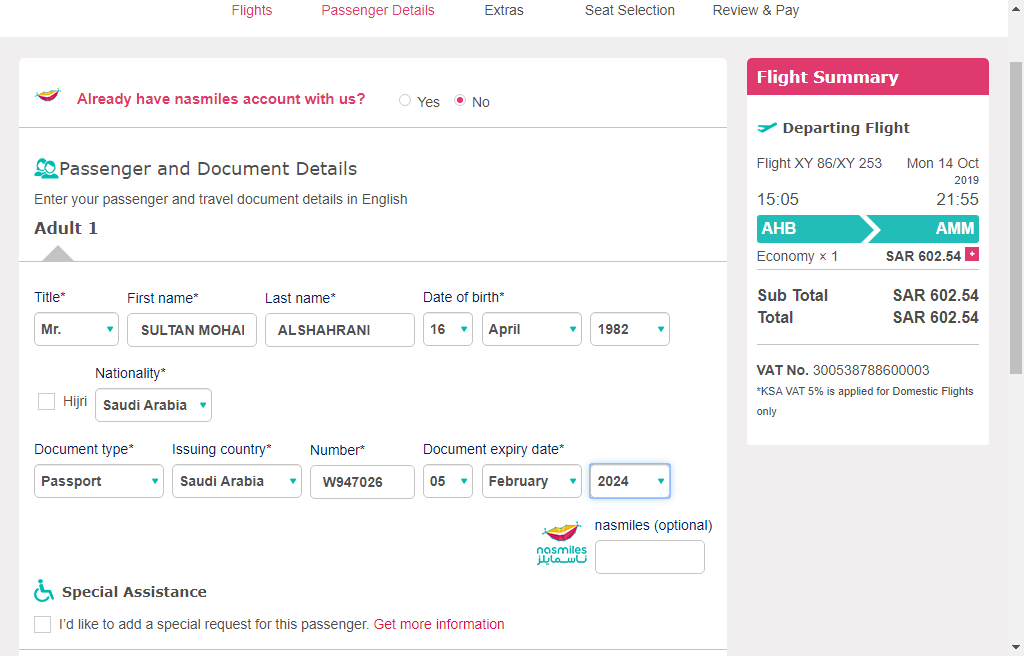 Flights Passenger Details Extras Seat Selection Review & Pay
Already have nasmiles account with us? Yes No
Passenger and Document Details
Enter your passenger and travel document details in English
Adult 1
Title* First name* Last name* Date of birth*
Mr. SULTAN MOHAI ALSHAHRANI 16 April 1982
Nationality*
Hijri Saudi Arabia
Document type* Issuing country* Number* Document expiry date*
Passport Saudi Arabia W947026 05 February 2024
nasmiles (optional)
nasmiles
ناسمايلز
Special Assistance
I'd like to add a special request for this passenger. Get more information
Flight Summary
Departing Flight
Flight XY 86/XY 253 Mon 14 Oct
2019
15:05 21:55
AHB AMM
Economy × 1 SAR 602.54 +
Sub Total SAR 602.54
Total SAR 602.54
VAT No. 300538788600003
*KSA VAT 5% is applied for Domestic Flights
only